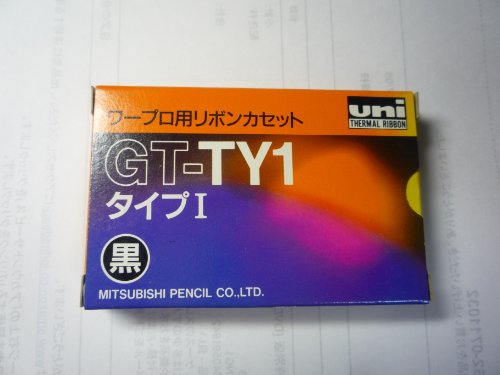 uni
THERMAL RIBBON
ワープロ用リボンカセット
GT-TY1
タイプI
黒
MITSUBISHI PENCIL CO.,LTD.